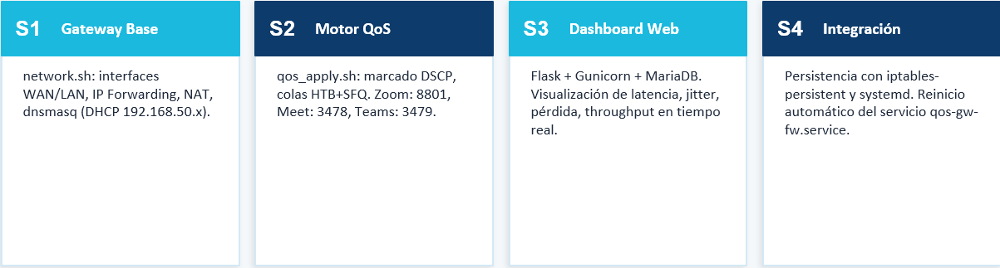 S1 Gateway Base
network.sh: interfaces
WAN/LAN, IP Forwarding, NAT,
dnsmasq (DHCP 192.168.50.x).
S2 Motor QoS
qos_apply.sh: marcado DSCP,
colas HTB+SFQ. Zoom: 8801,
Meet: 3478, Teams: 3479.
S3 Dashboard Web
Flask + Gunicorn + MariaDB.
Visualización de latencia, jitter,
pérdida, throughput en tiempo
real.
S4 Integración
Persistencia con iptables-
persistent y systemd. Reinicio
automático del servicio qos-gw-
fw.service.